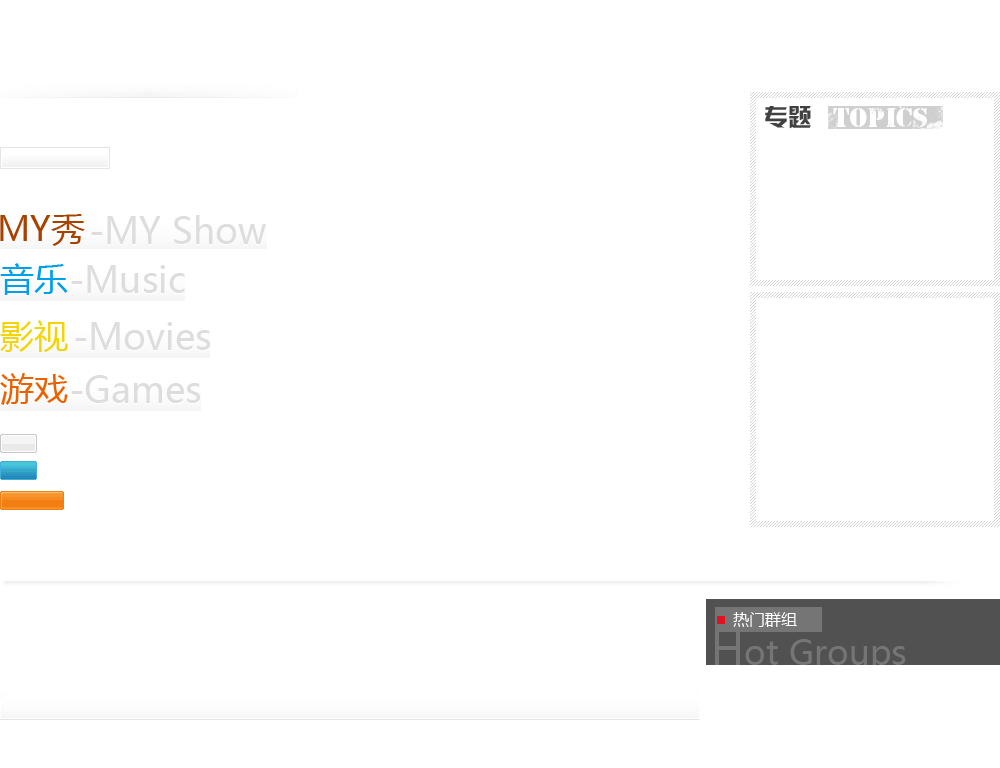 专题 TOPICS
MY秀-MY Show
音乐-Music
影视-Movies
游戏-Games
热门群组
Hot Groups